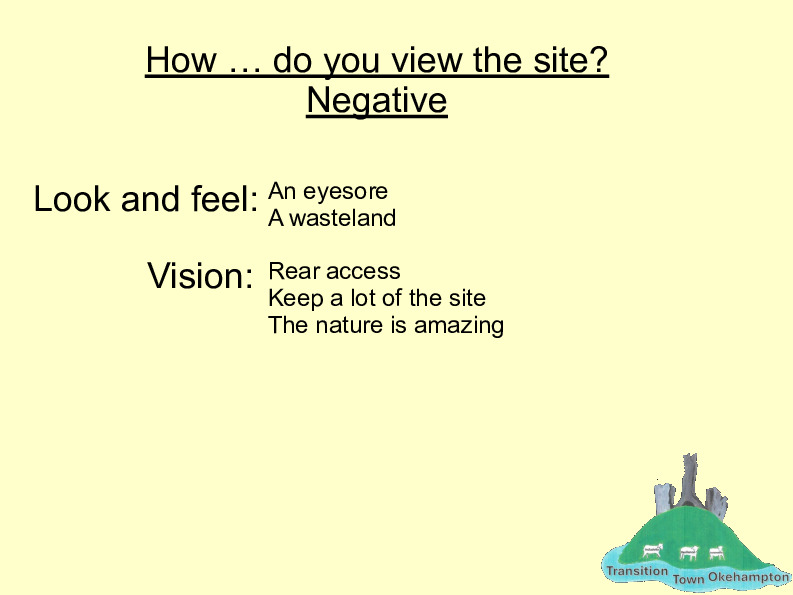 How … do you view the site?
Negative
Look and feel:
An eyesore
A wasteland
Vision:
Rear access
Keep a lot of the site
The nature is amazing
Transition Town Okehampton